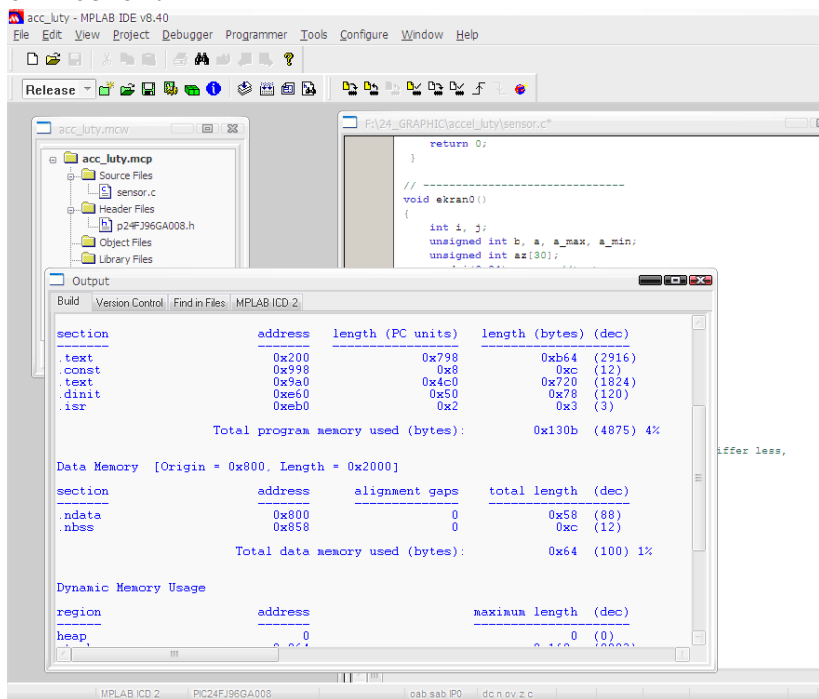 acc_luty - MPLAB IDE v8.40
File Edit View Project Debugger Programmer Tools Configure Window Help
Release
acc_luty.mcw
acc_luty.mcp
Source Files
sensor.c
Header Files
p24FJ96GA008.h
Object Files
Library Files
F:\24_GRAPHIC\accel_luty\sensor.c*
return 0;
}
// -------------------------------
void ekran0()
{
int i, j;
unsigned int b, a, a_max, a_min;
unsigned int az[30];
iffer less,
Output
Build Version Control Find in Files MPLAB ICD 2
section address length (PC units) length (bytes) (dec)
------- ------- ----------------- --------------------
.text 0x200 0x798 0xb64 (2916)
.const 0x998 0x8 0xc (12)
.text 0x9a0 0x4c0 0x720 (1824)
.dinit 0xe60 0x50 0x78 (120)
.isr 0xeb0 0x2 0x3 (3)
Total program memory used (bytes): 0x130b (4875) 4%
Data Memory [Origin = 0x800, Length = 0x2000]
section address alignment gaps total length (dec)
------- ------- -------------- -------------------
.ndata 0x800 0 0x58 (88)
.nbss 0x858 0 0xc (12)
Total data memory used (bytes): 0x64 (100) 1%
Dynamic Memory Usage
region address maximum length (dec)
------ ------- ---------------------
heap 0 0 (0)
MPLAB ICD 2 PIC24FJ96GA008 oab sab IP0 dc n ov z c